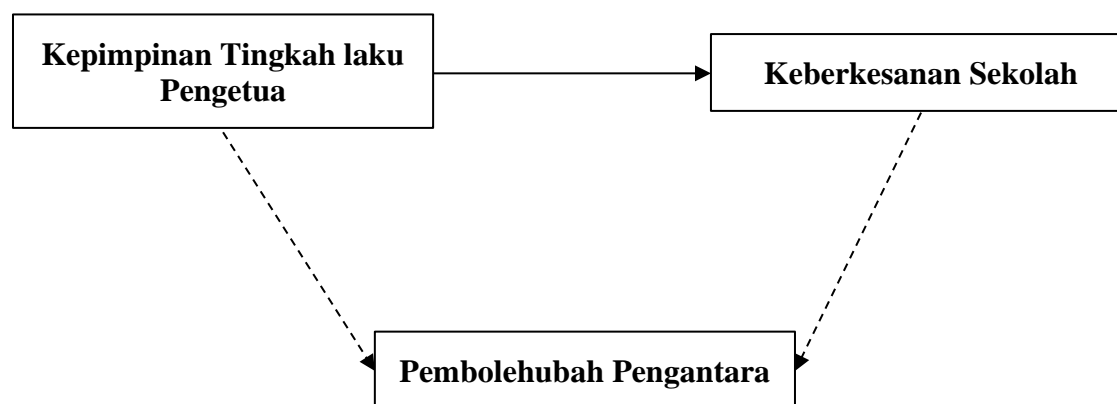 Kepimpinan Tingkah laku
Pengetua
Keberkesanan Sekolah
Pembolehubah Pengantara